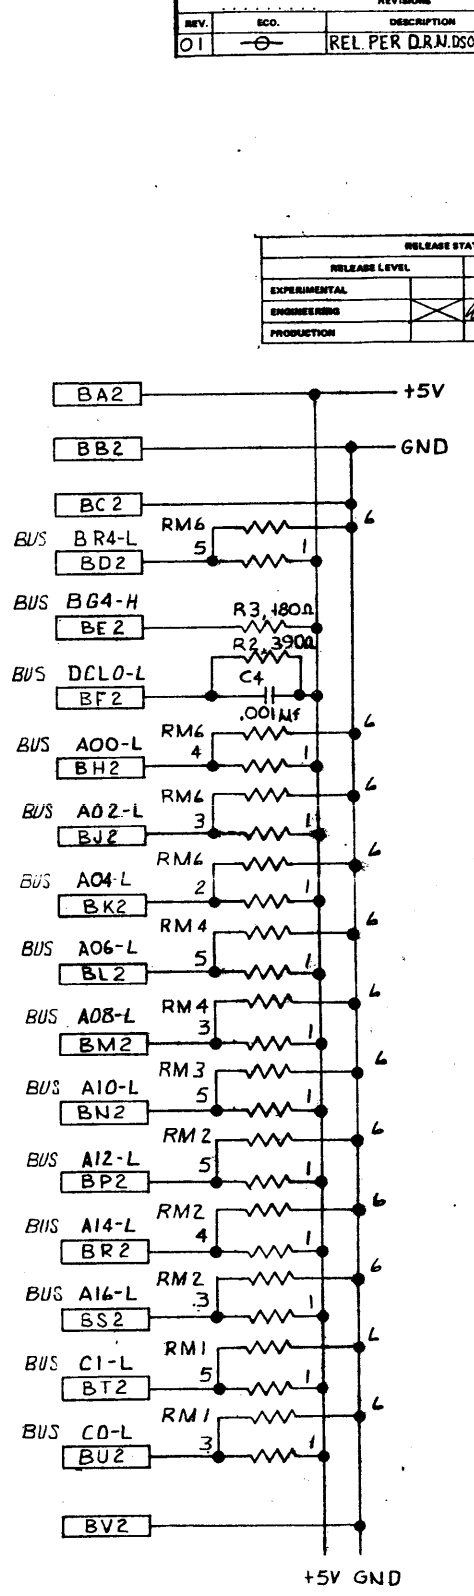 REVISIONS
REV. ECO. DESCRIPTION
01 REL. PER D.R.N.
RELEASE
RELEASE LEVEL
EXPERIMENTAL
ENGINEERING
PRODUCTION
BA2 +5V
BB2 GND
BC2
RM6 6
BUS BR4-L 5 1
BD2
BUS BG4-H R3, 180Ω
BE2
R2, 390Ω
BUS DCLO-L C4
BF2 .001Mf
BUS A00-L RM6 4 1 6
BH2
BUS A02-L RM6 3 1 6
BJ2
BUS A04-L RM6 2 1 6
BK2
BUS A06-L RM4 5 1 6
BL2
BUS A08-L RM4 3 1 6
BM2
BUS A10-L RM3 5 1 6
BN2
BUS A12-L RM2 5 1 6
BP2
BUS A14-L RM2 4 1 6
BR2
BUS A16-L RM2 3 1 6
BS2
BUS C1-L RM1 5 1 6
BT2
BUS C0-L RM1 3 1 6
BU2
BV2
+5V GND